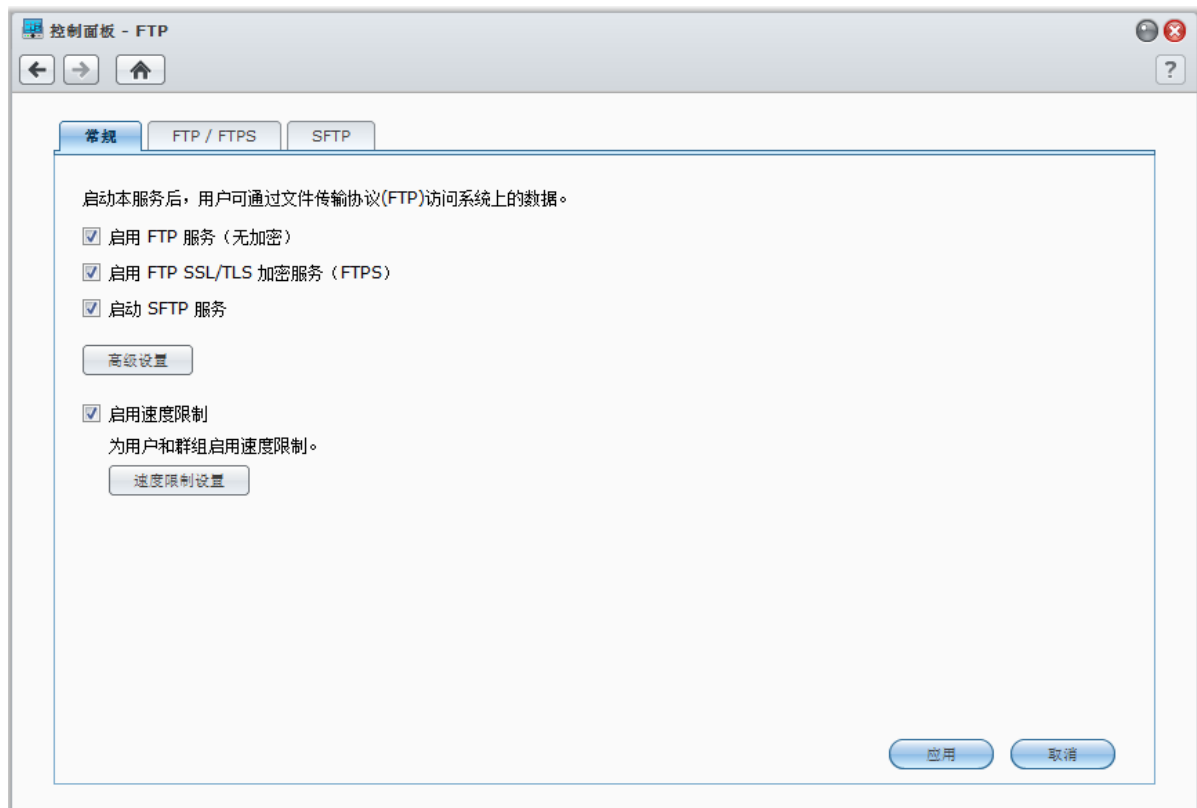 控制面板 - FTP
?
常规
FTP / FTPS
SFTP
启动本服务后，用户可通过文件传输协议(FTP)访问系统上的数据。
启用 FTP 服务（无加密）
启用 FTP SSL/TLS 加密服务（FTPS）
启动 SFTP 服务
高级设置
启用速度限制
为用户和群组启用速度限制。
速度限制设置
应用
取消